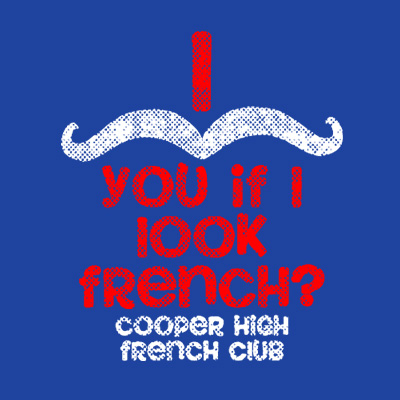 I
YOU if I
lOOK
frENCH?
COOPEr HIGH
frENCH CLUB